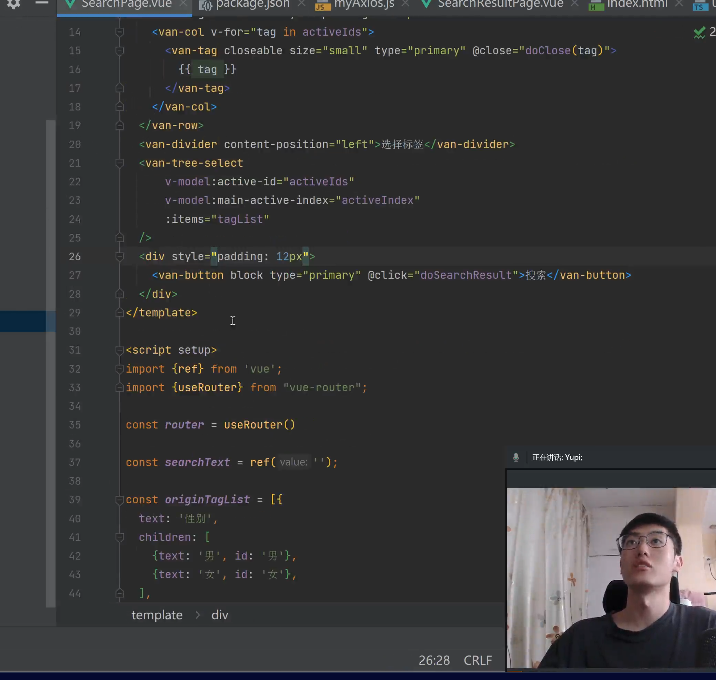 SearchPage.vue
package.json
myAxios.js
SearchResultPage.vue
index.html
14 <van-col v-for="tag in activeIds">
15 <van-tag closeable size="small" type="primary" @close="doClose(tag)">
16 {{ tag }}
17 </van-tag>
18 </van-col>
19 </van-row>
20 <van-divider content-position="left">选择标签</van-divider>
21 <van-tree-select
22 v-model:active-id="activeIds"
23 v-model:main-active-index="activeIndex"
24 :items="tagList"
25 />
26 <div style="padding: 12px">
27 <van-button block type="primary" @click="doSearchResult">搜索</van-button>
28 </div>
29 </template>
30
31 <script setup>
32 import {ref} from 'vue';
33 import {useRouter} from "vue-router";
34
35 const router = useRouter()
36
37 const searchText = ref( value: '');
38
39 const originTagList = [{
40 text: '性别',
41 children: [
42 {text: '男', id: '男'},
43 {text: '女', id: '女'},
44 ],
template > div
26:28 CRLF
正在讲话: Yupi;
2